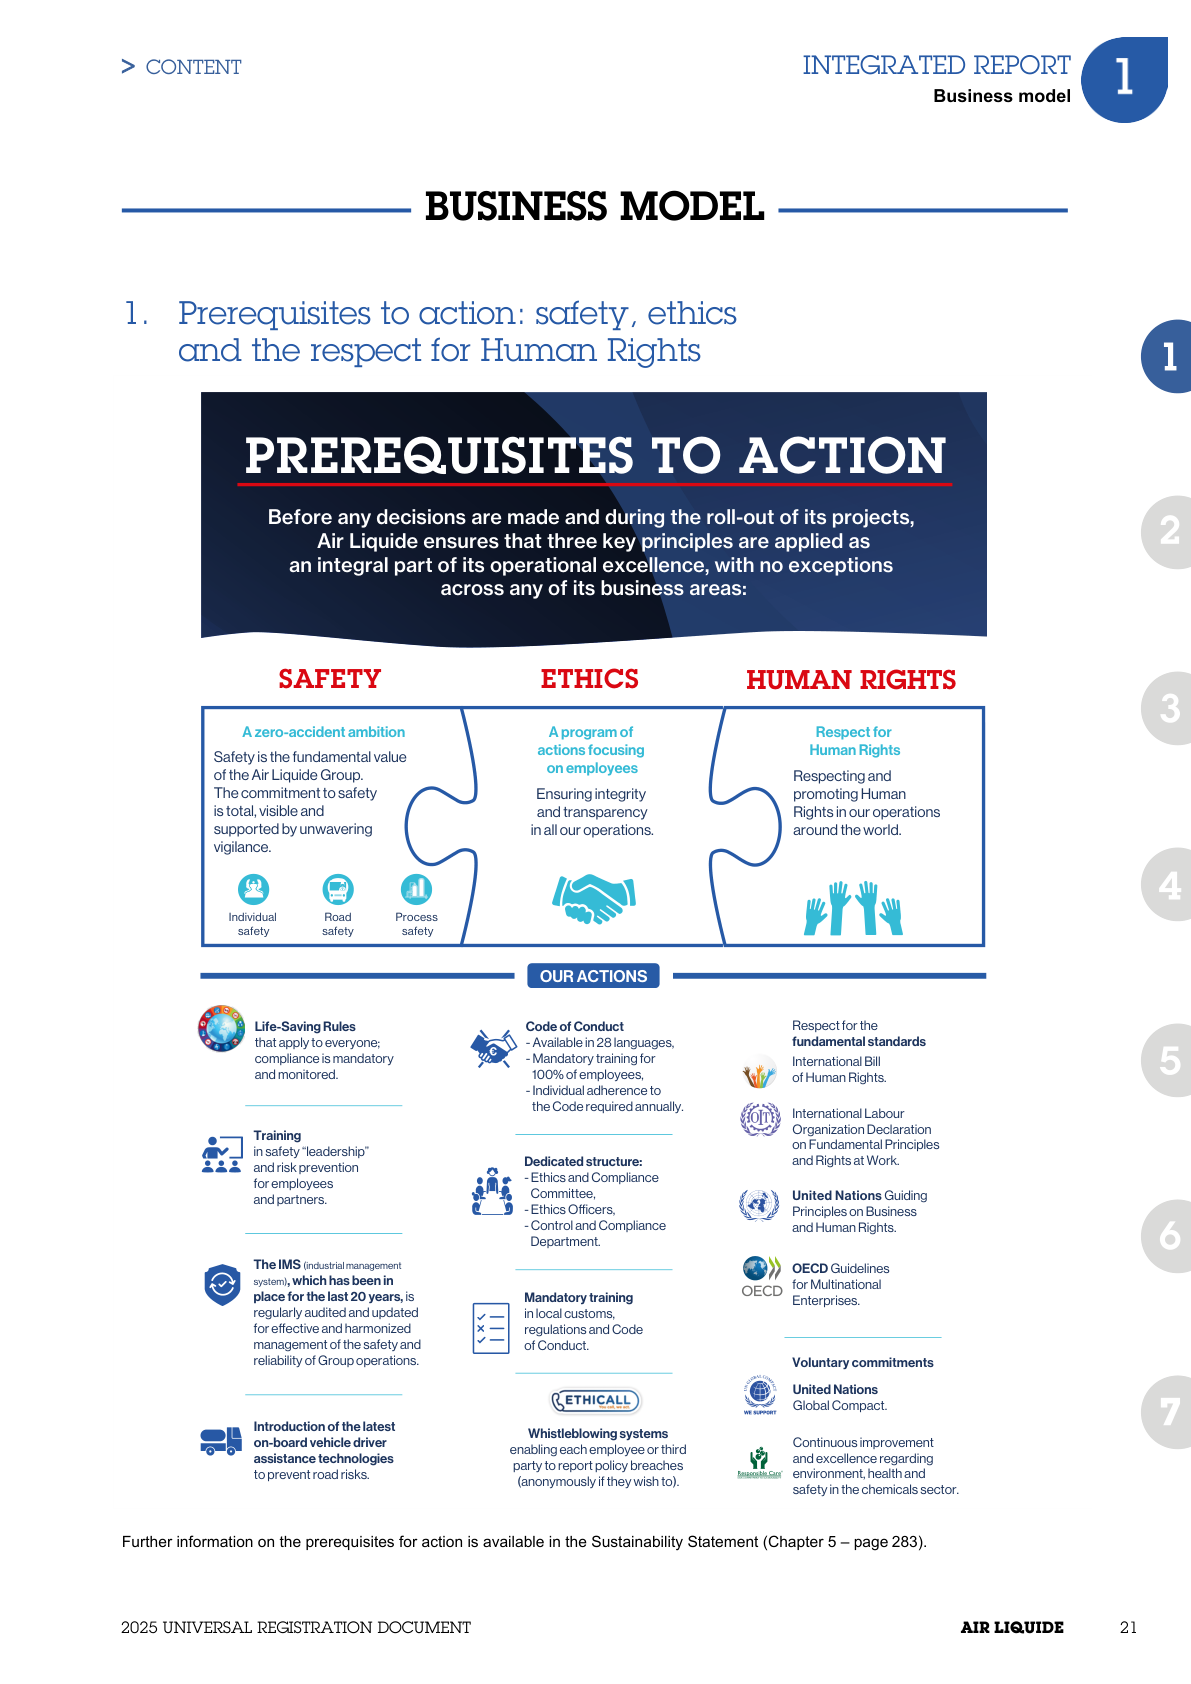 > CONTENT
INTEGRATED REPORT
Business model
1
BUSINESS MODEL
1. Prerequisites to action: safety, ethics
and the respect for Human Rights
PREREQUISITES TO ACTION
Before any decisions are made and during the roll-out of its projects,
Air Liquide ensures that three key principles are applied as
an integral part of its operational excellence, with no exceptions
across any of its business areas:
SAFETY
A zero-accident ambition
Safety is the fundamental value
of the Air Liquide Group.
The commitment to safety
is total, visible and
supported by unwavering
vigilance.
Individual
safety
Road
safety
Process
safety
ETHICS
A program of
actions focusing
on employees
Ensuring integrity
and transparency
in all our operations.
HUMAN RIGHTS
Respect for
Human Rights
Respecting and
promoting Human
Rights in our operations
around the world.
OUR ACTIONS
Life-Saving Rules
that apply to everyone;
compliance is mandatory
and monitored.
Training
in safety “leadership”
and risk prevention
for employees
and partners.
The IMS (industrial management
system), which has been in
place for the last 20 years, is
regularly audited and updated
for effective and harmonized
management of the safety and
reliability of Group operations.
Introduction of the latest
on-board vehicle driver
assistance technologies
to prevent road risks.
Code of Conduct
- Available in 28 languages,
- Mandatory training for
100% of employees,
- Individual adherence to
the Code required annually.
Dedicated structure:
- Ethics and Compliance
Committee,
- Ethics Officers,
- Control and Compliance
Department.
Mandatory training
in local customs,
regulations and Code
of Conduct.
ETHICALL
Whistleblowing systems
enabling each employee or third
party to report policy breaches
(anonymously if they wish to).
Respect for the
fundamental standards
International Bill
of Human Rights.
International Labour
Organization Declaration
on Fundamental Principles
and Rights at Work.
United Nations Guiding
Principles on Business
and Human Rights.
OECD
OECD Guidelines
for Multinational
Enterprises.
Voluntary commitments
WE SUPPORT
United Nations
Global Compact.
Responsible Care
Continuous improvement
and excellence regarding
environment, health and
safety in the chemicals sector.
Further information on the prerequisites for action is available in the Sustainability Statement (Chapter 5 – page 283).
1
2
3
4
5
6
7
2025 UNIVERSAL REGISTRATION DOCUMENT
AIR LIQUIDE
21